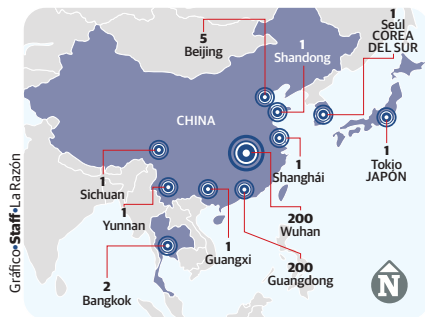 5
Beijing
1
Shandong
1
Seúl
COREA
DEL SUR
CHINA
1
Sichuan
1
Yunnan
2
Bangkok
1
Guangxi
200
Guangdong
200
Wuhan
1
Shanghái
1
Tokio
JAPÓN
N
Gráfico•Staff•La Razón